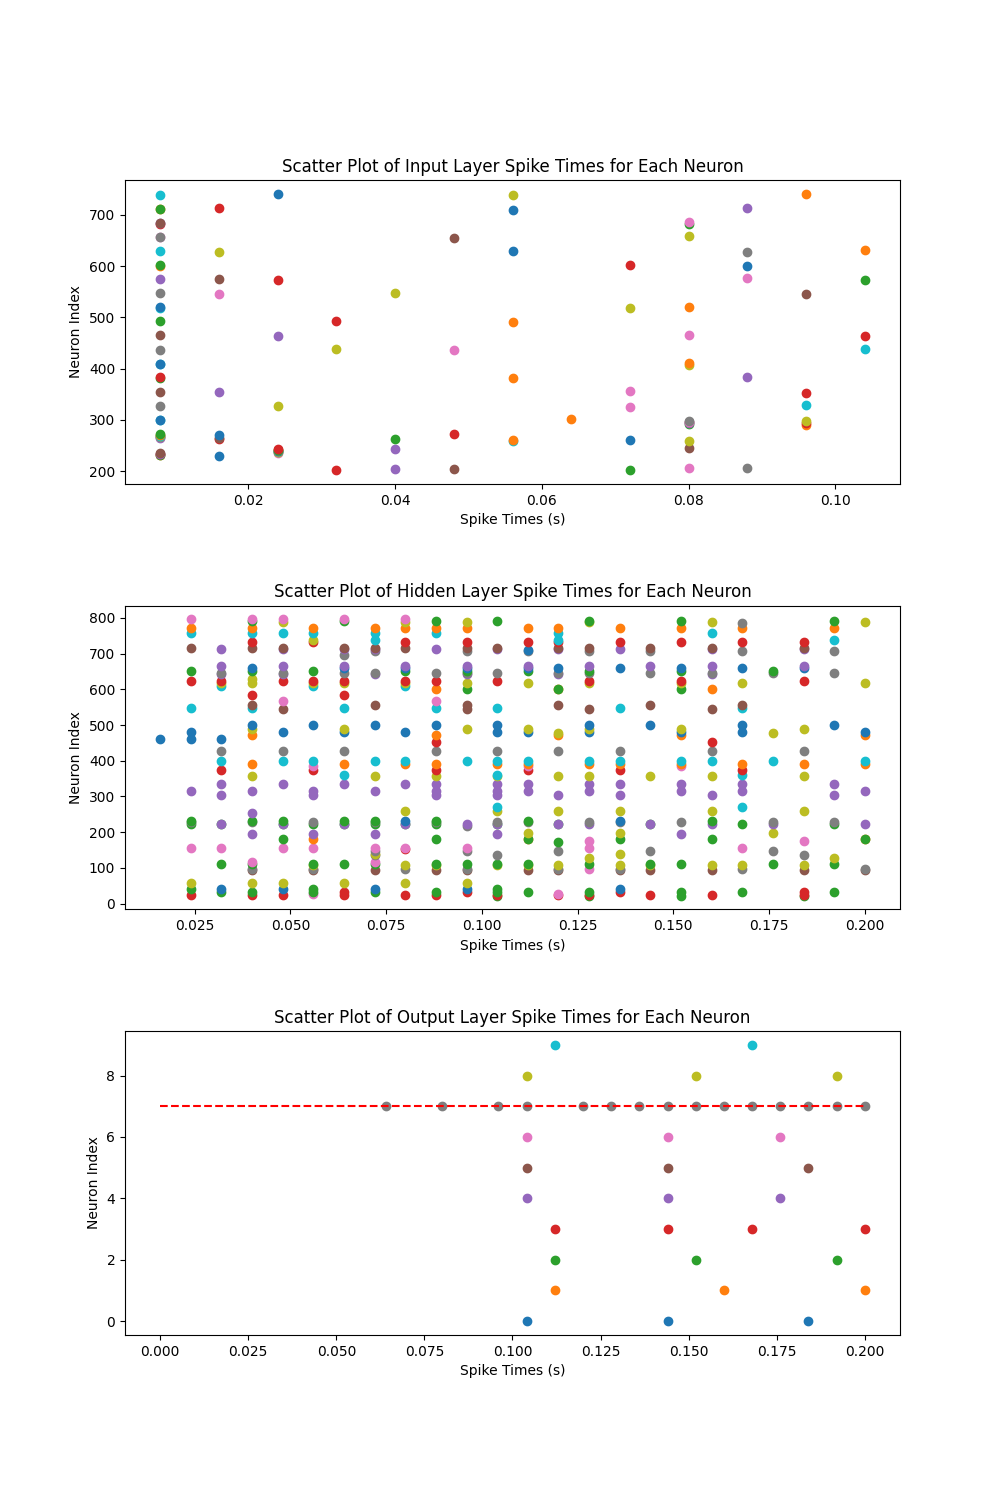 Scatter Plot of Input Layer Spike Times for Each Neuron
Neuron Index
700
600
500
400
300
200
0.02 0.04 0.06 0.08 0.10
Spike Times (s)
Scatter Plot of Hidden Layer Spike Times for Each Neuron
Neuron Index
800
700
600
500
400
300
200
100
0
0.025 0.050 0.075 0.100 0.125 0.150 0.175 0.200
Spike Times (s)
Scatter Plot of Output Layer Spike Times for Each Neuron
Neuron Index
8
6
4
2
0
0.000 0.025 0.050 0.075 0.100 0.125 0.150 0.175 0.200
Spike Times (s)